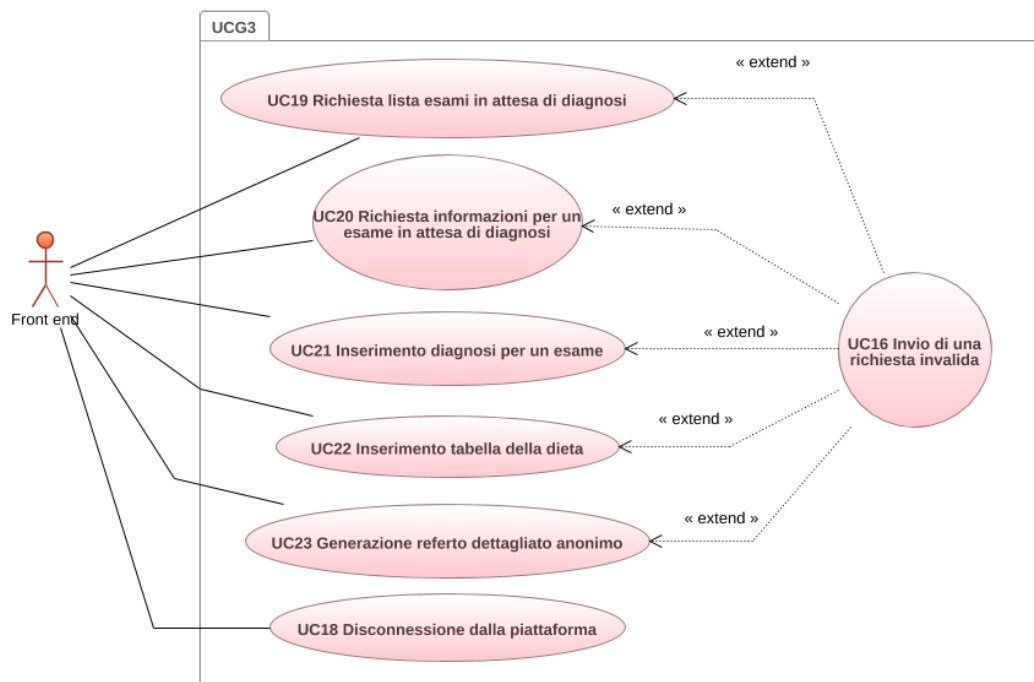 UCG3
« extend »
UC19 Richiesta lista esami in attesa di diagnosi
UC20 Richiesta informazioni per un
esame in attesa di diagnosi
« extend »
Front end
UC21 Inserimento diagnosi per un esame
« extend »
UC16 Invio di una
richiesta invalida
UC22 Inserimento tabella della dieta
« extend »
UC23 Generazione referto dettagliato anonimo
« extend »
UC18 Disconnessione dalla piattaforma